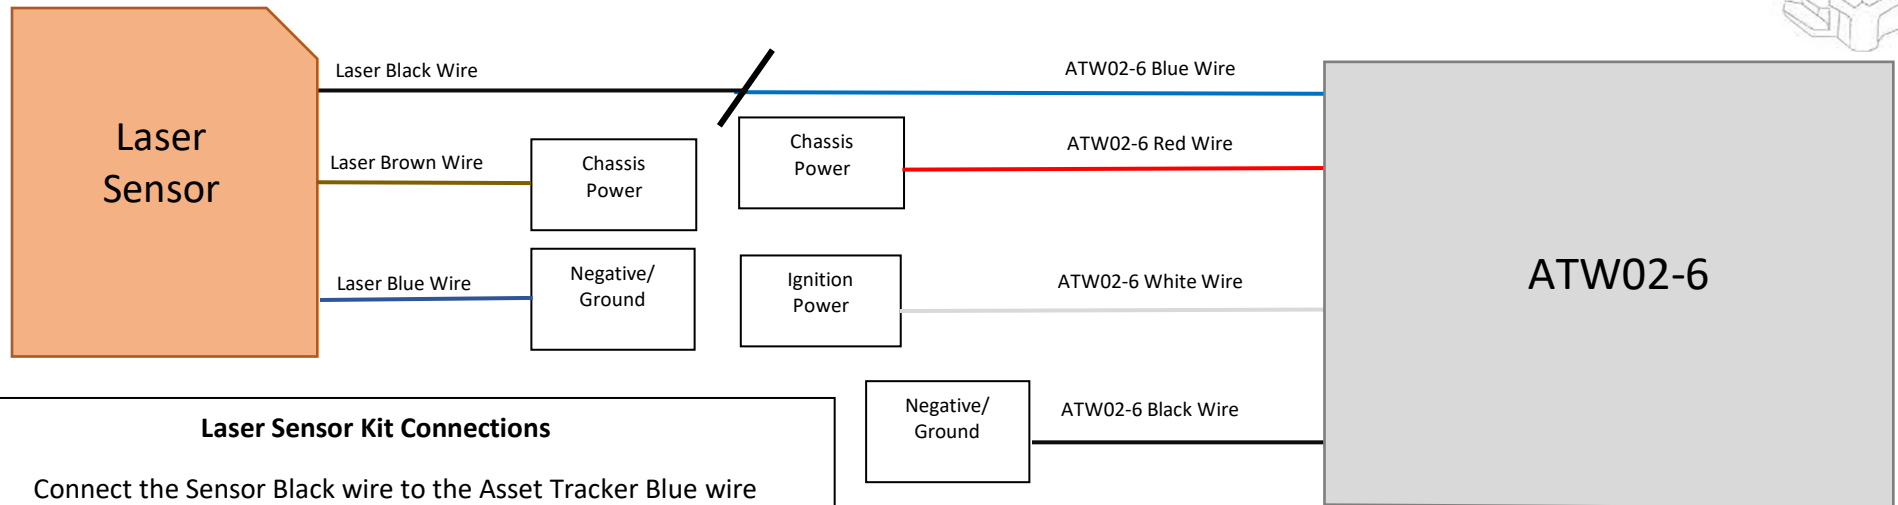 Laser Black Wire
ATW02-6 Blue Wire
Laser
Sensor
Laser Brown Wire
Chassis
Power
Chassis
Power
ATW02-6 Red Wire
Laser Blue Wire
Negative/
Ground
Ignition
Power
ATW02-6 White Wire
ATW02-6
Negative/
Ground
ATW02-6 Black Wire
Laser Sensor Kit Connections
Connect the Sensor Black wire to the Asset Tracker Blue wire